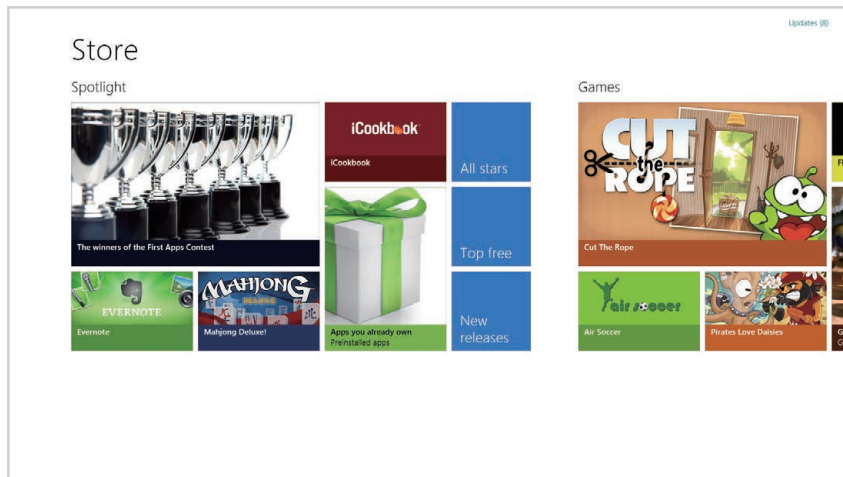 Updates (8)
Store
Spotlight
Games
iCookbook
iCookbook
All stars
CUT
the
ROPE
The winners of the First Apps Contest
Top free
Cut The Rope
EVERNOTE
Evernote
MAHJONG
DELUXE
Mahjong Deluxe!
Apps you already own
Preinstalled apps
New
releases
air soccer
Air Soccer
Pirates Love Daisies